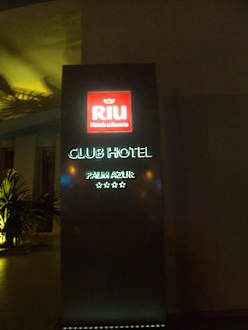 RIU
Hotels & Resorts
CLUB HOTEL
PALM AZUR